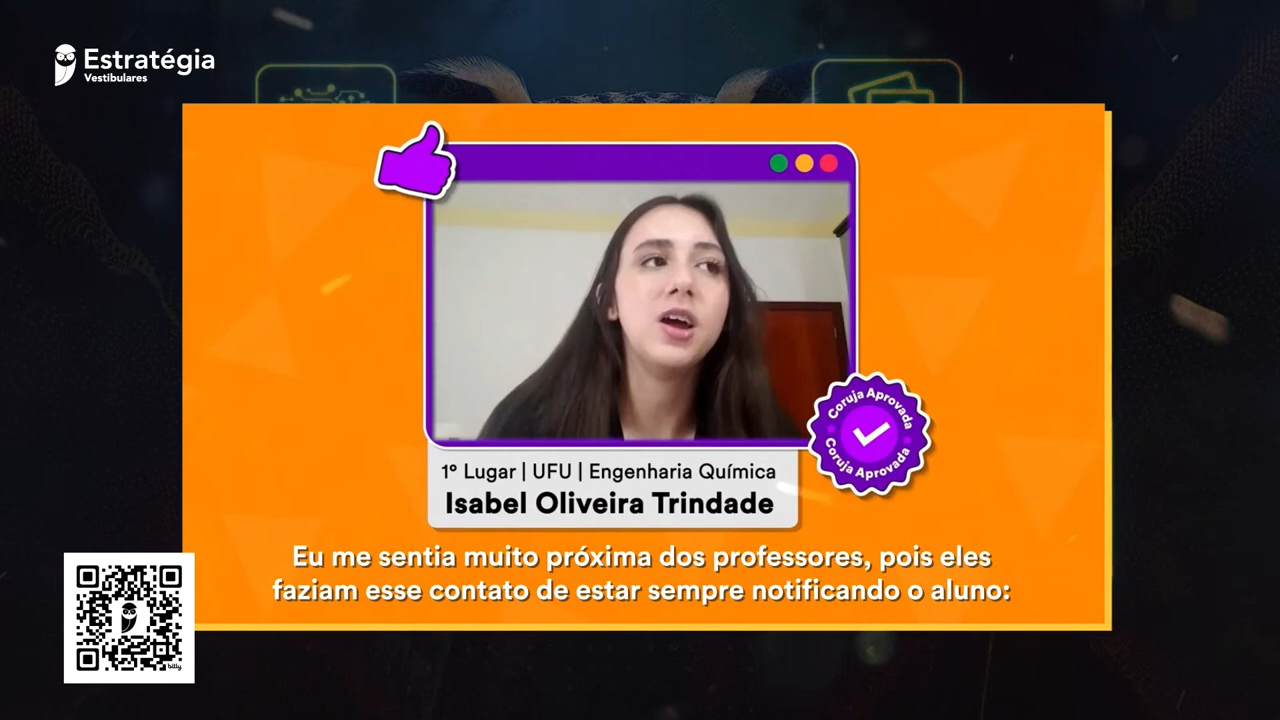 Estratégia
Vestibulares
Coruja Aprovada
Coruja Aprovada
1º Lugar | UFU | Engenharia Química
Isabel Oliveira Trindade
Eu me sentia muito próxima dos professores, pois eles
faziam esse contato de estar sempre notificando o aluno:
bitly